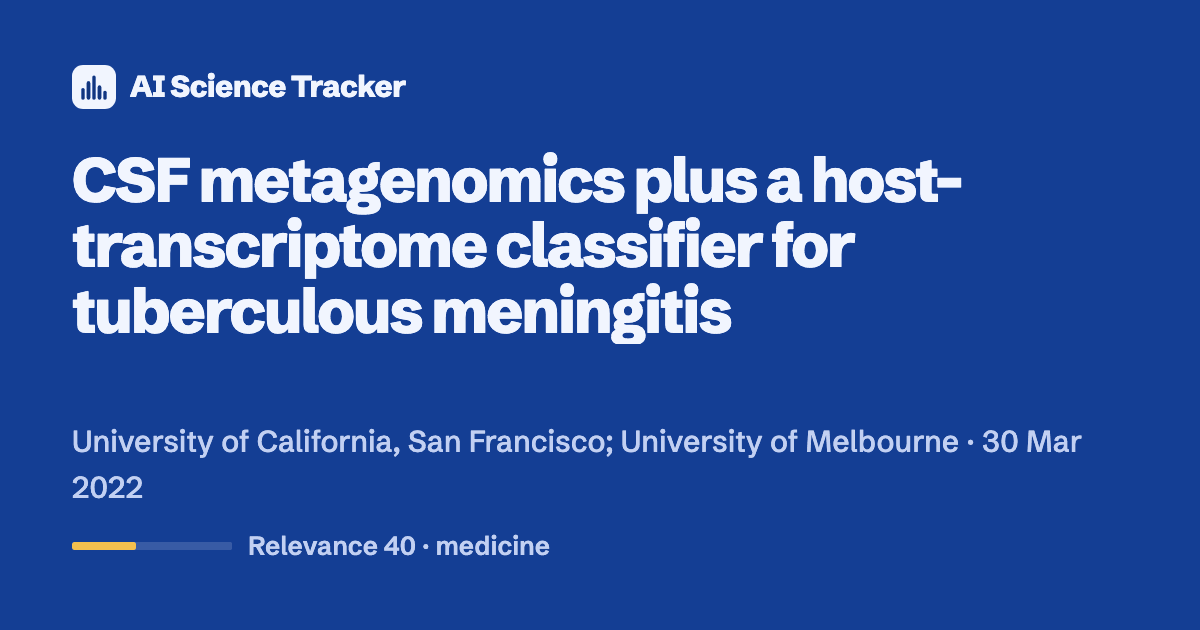 AI Science Tracker
CSF metagenomics plus a host-
transcriptome classifier for
tuberculous meningitis
University of California, San Francisco; University of Melbourne · 30 Mar
2022
Relevance 40 · medicine